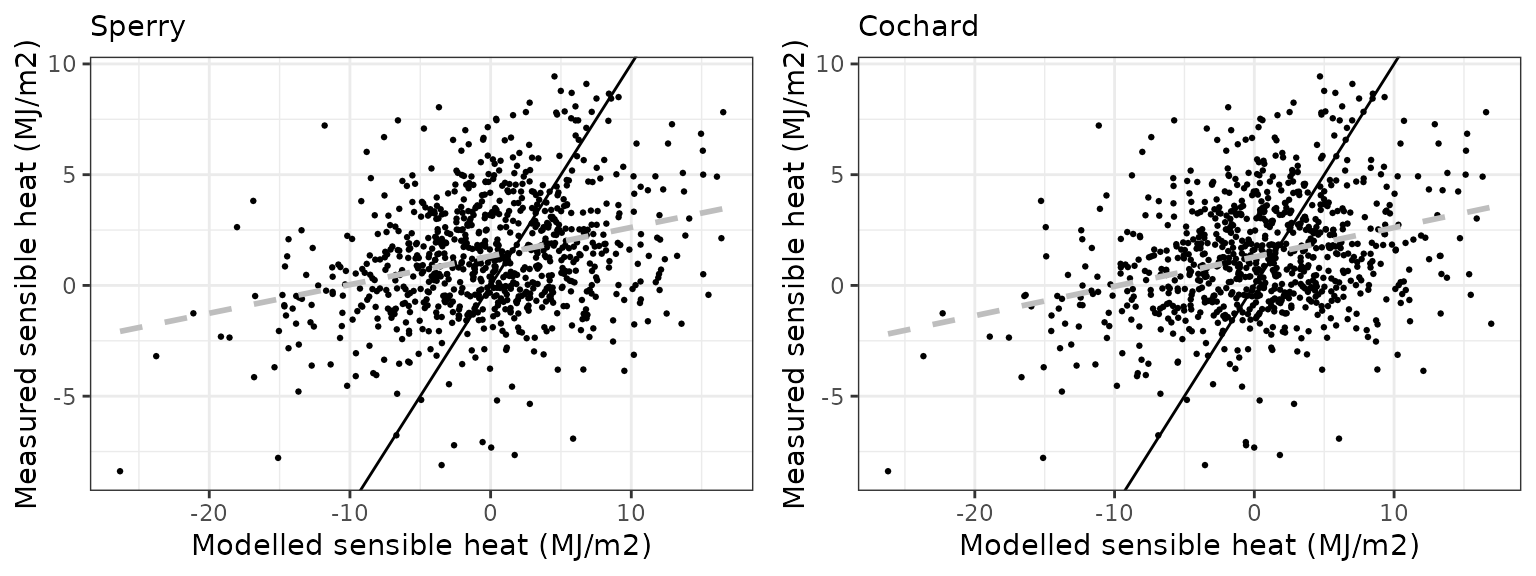 Sperry
Measured sensible heat (MJ/m2)
10
5
0
-5
-20 -10 0 10
Modelled sensible heat (MJ/m2)
Cochard
Measured sensible heat (MJ/m2)
10
5
0
-5
-20 -10 0 10
Modelled sensible heat (MJ/m2)